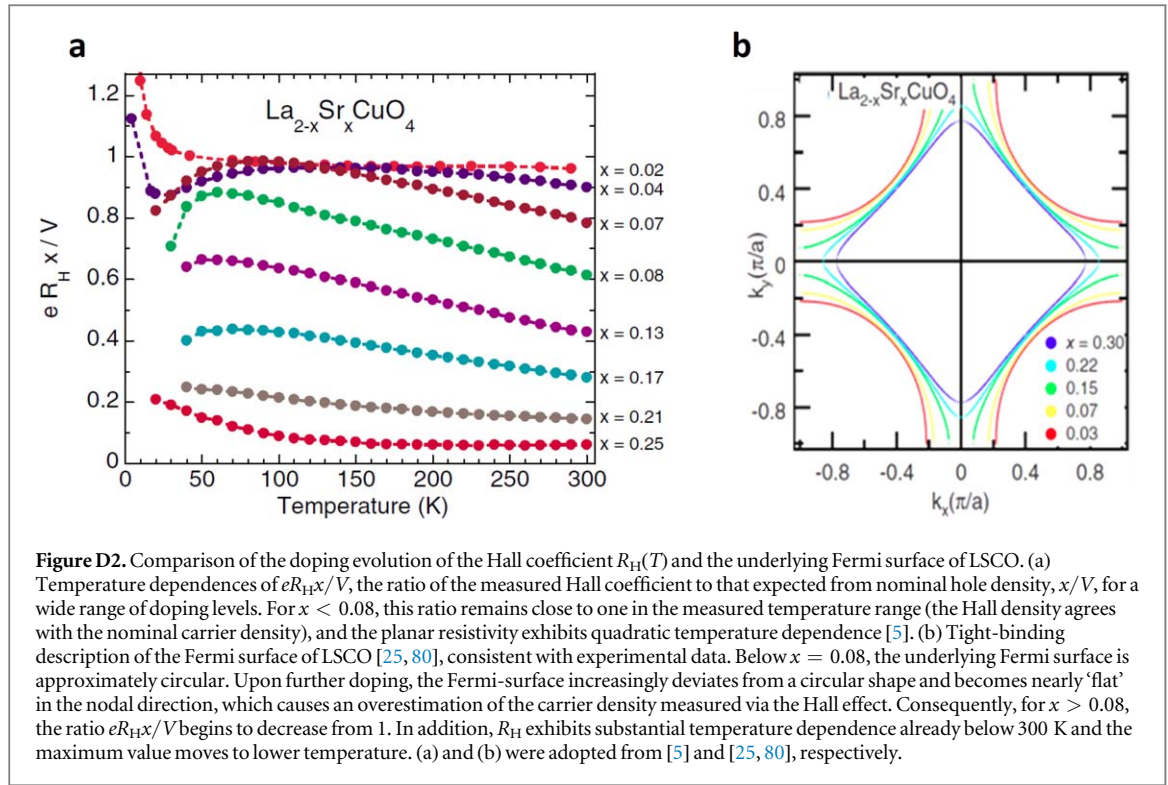 a
La2-xSrxCuO4
e RH x / V
1.2
1
0.8
0.6
0.4
0.2
0
0
50
100
150
200
250
300
Temperature (K)
x = 0.02
x = 0.04
x = 0.07
x = 0.08
x = 0.13
x = 0.17
x = 0.21
x = 0.25
b
La2-xSrxCuO4
ky(π/a)
0.8
0.4
0
-0.4
-0.8
x = 0.30
0.22
0.15
0.07
0.03
-0.8
-0.4
0
0.4
0.8
kx(π/a)
Figure D2. Comparison of the doping evolution of the Hall coefficient RH(T) and the underlying Fermi surface of LSCO. (a)
Temperature dependences of eRHx/V, the ratio of the measured Hall coefficient to that expected from nominal hole density, x/V, for a
wide range of doping levels. For x < 0.08, this ratio remains close to one in the measured temperature range (the Hall density agrees
with the nominal carrier density), and the planar resistivity exhibits quadratic temperature dependence [5]. (b) Tight-binding
description of the Fermi surface of LSCO [25, 80], consistent with experimental data. Below x = 0.08, the underlying Fermi surface is
approximately circular. Upon further doping, the Fermi-surface increasingly deviates from a circular shape and becomes nearly 'flat'
in the nodal direction, which causes an overestimation of the carrier density measured via the Hall effect. Consequently, for x > 0.08,
the ratio eRHx/V begins to decrease from 1. In addition, RH exhibits substantial temperature dependence already below 300 K and the
maximum value moves to lower temperature. (a) and (b) were adopted from [5] and [25, 80], respectively.